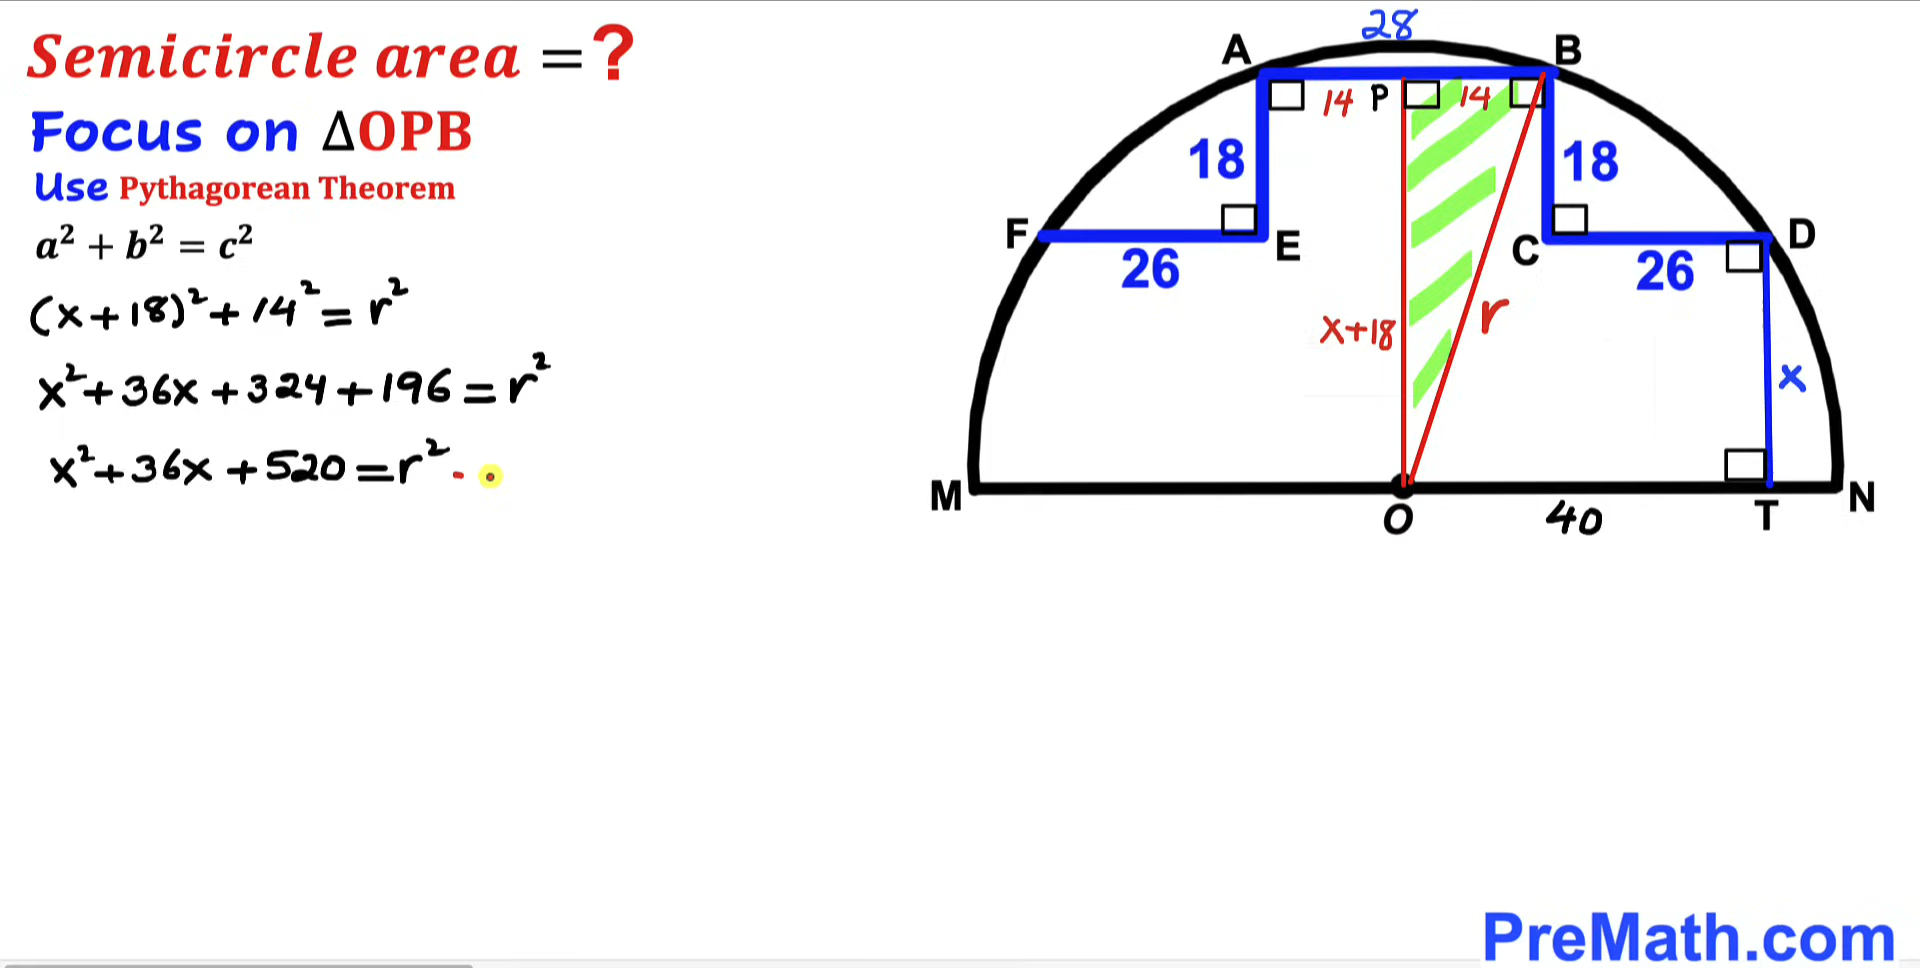 Semicircle area = ?
Focus on ΔOPB
Use Pythagorean Theorem
a² + b² = c²
(x+18)² + 14² = r²
x² + 36x + 324 + 196 = r²
x² + 36x + 520 = r² - .
28
A
B
14
P
14
18
18
F
E
C
D
26
26
x+18
r
x
M
O
40
T
N
PreMath.com